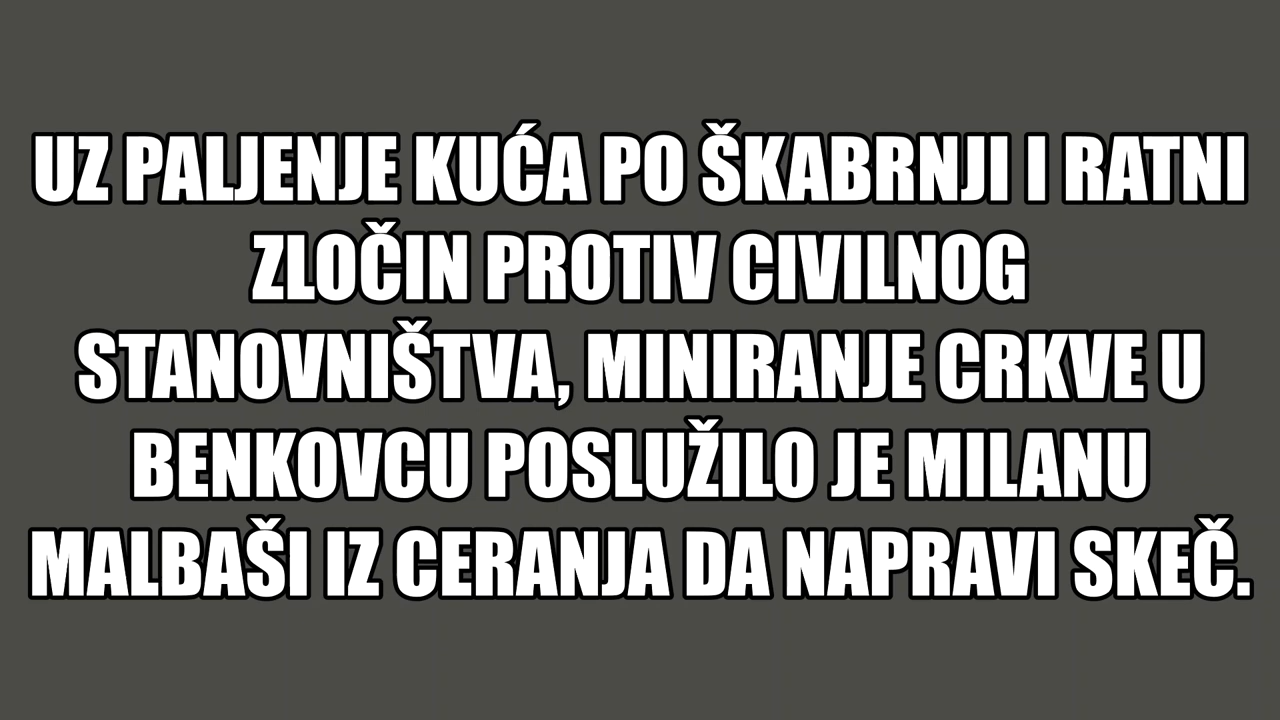 UZ PALJENJE KUĆA PO ŠKABRNJI I RATNI
ZLOČIN PROTIV CIVILNOG
STANOVNIŠTVA, MINIRANJE CRKVE U
BENKOVCU POSLUŽILO JE MILANU
MALBAŠI IZ CERANJA DA NAPRAVI SKEČ.